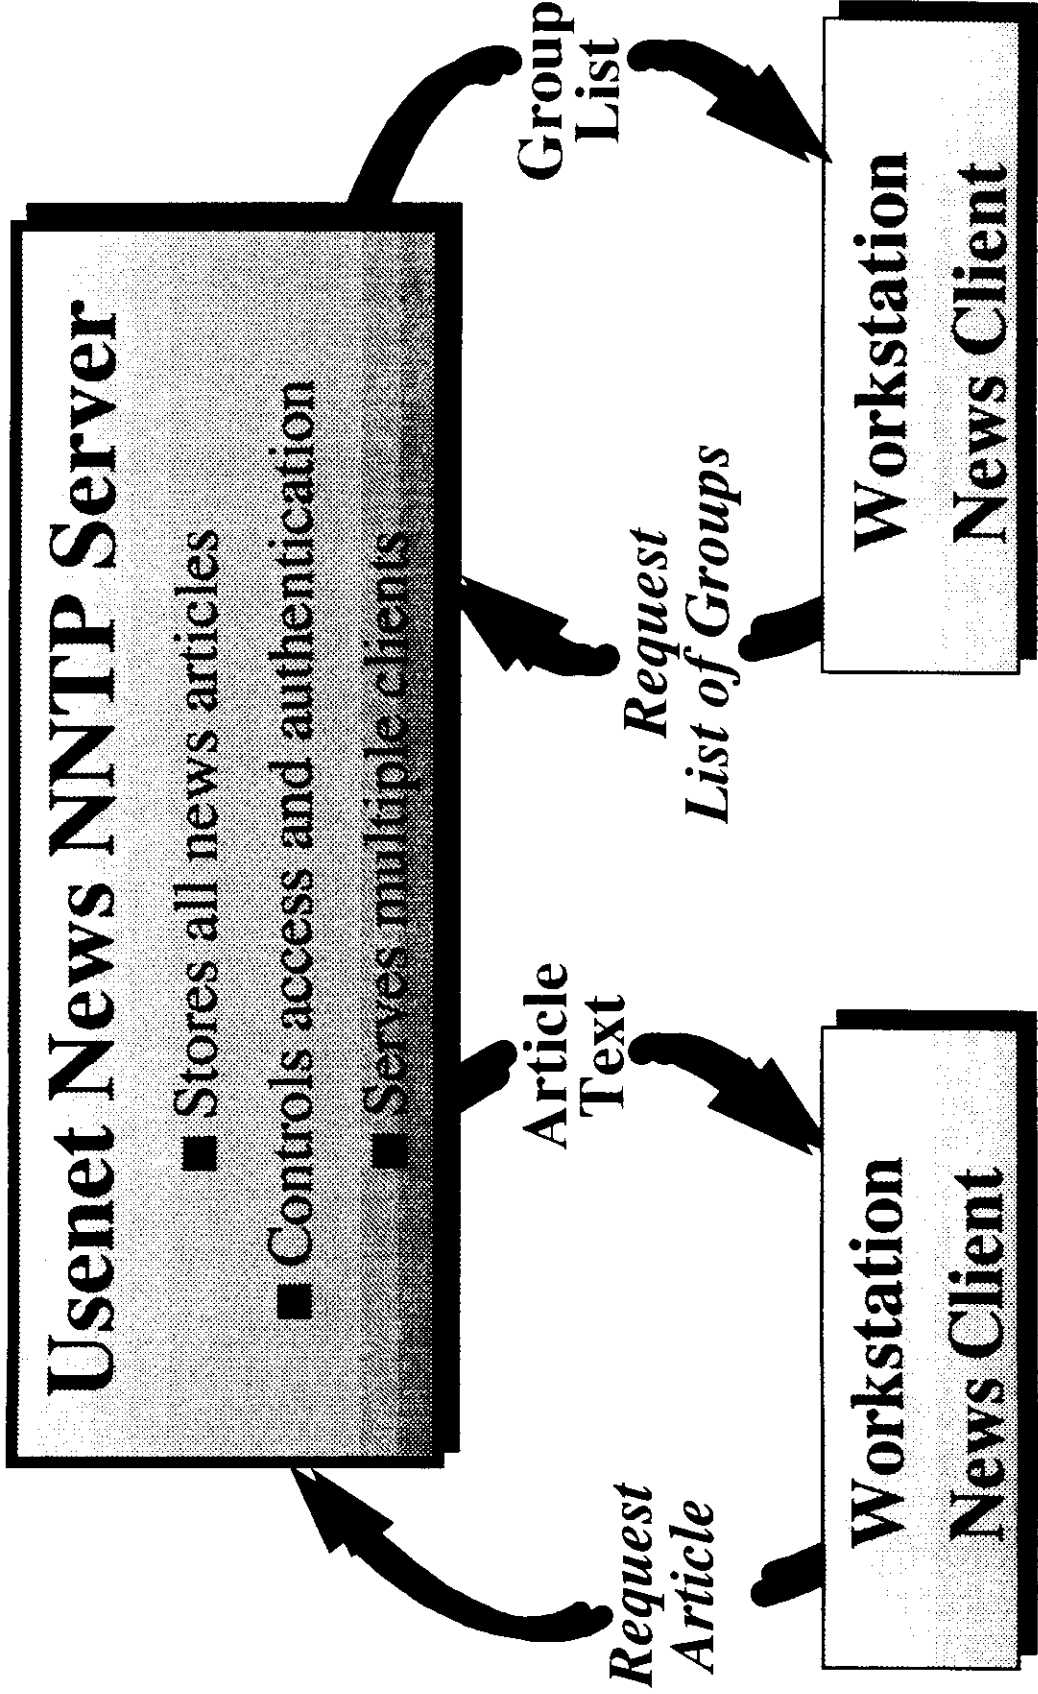 Usenet News NNTP Server
■ Stores all news articles
■ Controls access and authentication
■ Serves multiple clients
Request
Article
Article
Text
Request
List of Groups
Group
List
Workstation
News Client
Workstation
News Client